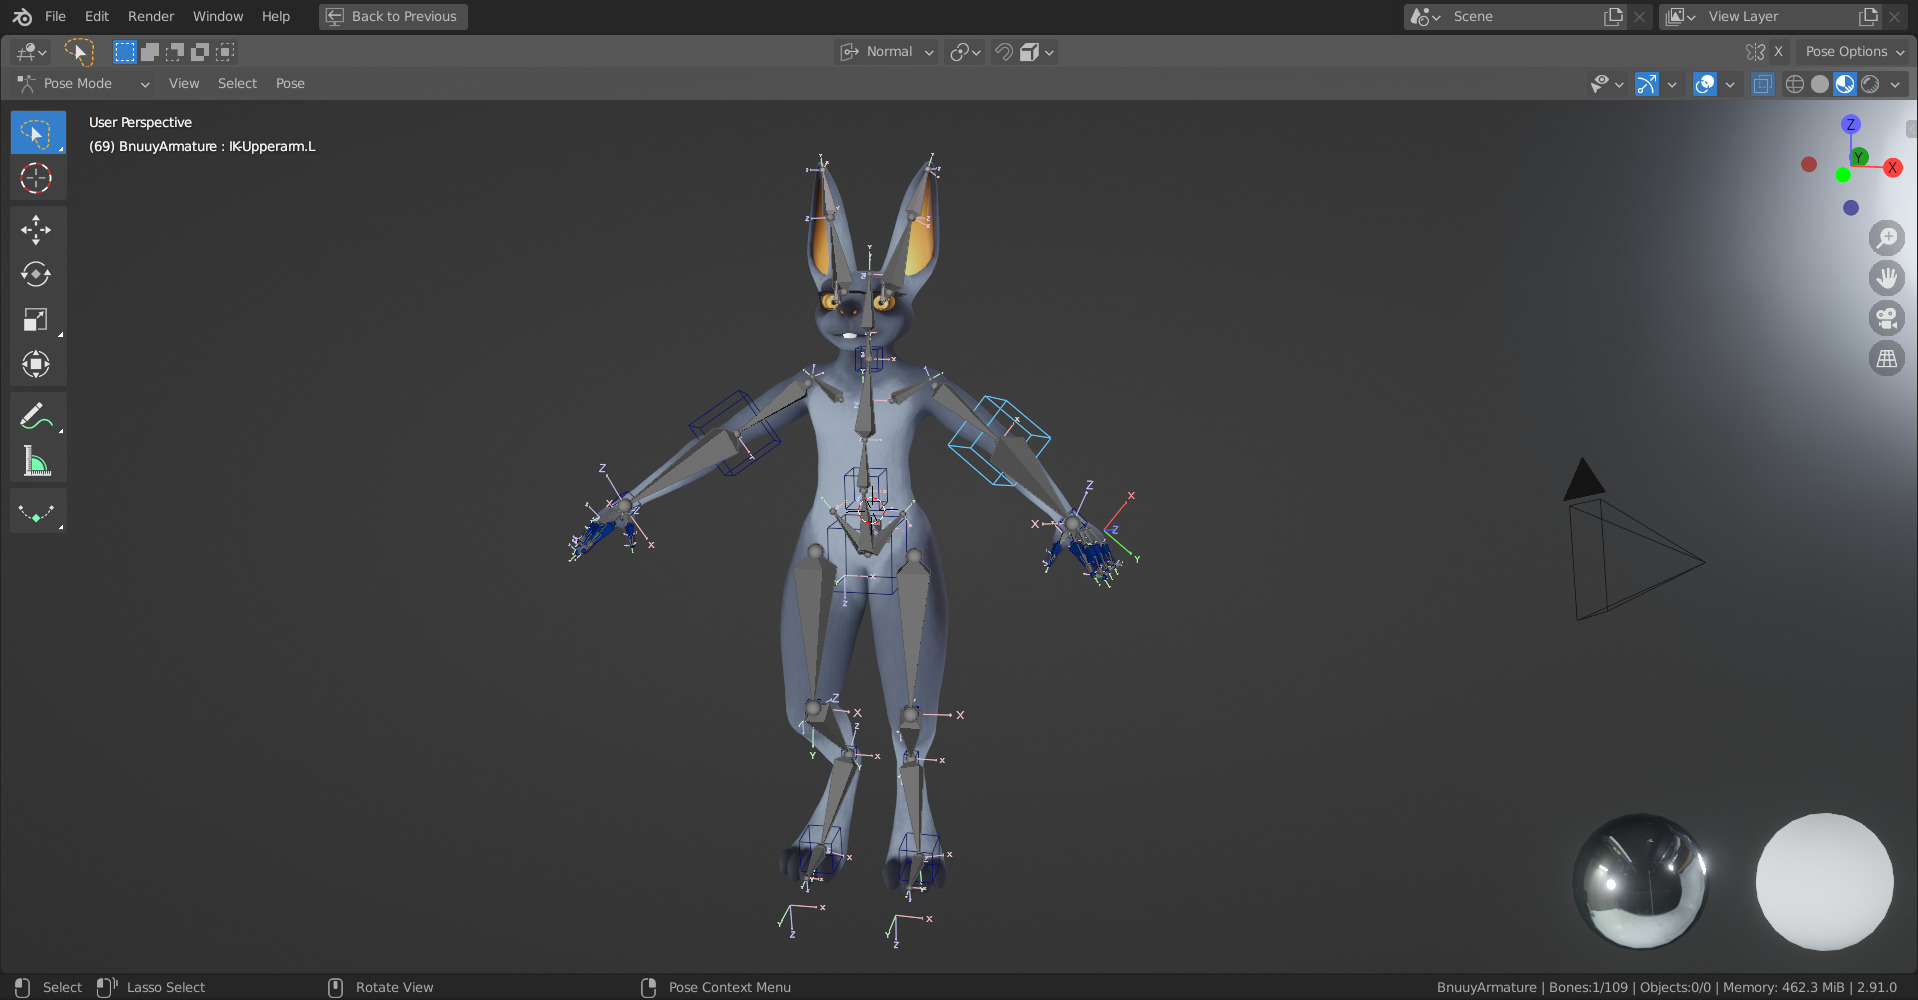 File Edit Render Window Help Back to Previous Scene View Layer
Normal X Pose Options
Pose Mode View Select Pose
User Perspective
(69) BnuuyArmature : IK-Upperarm.L
Z
Y
X
Z
X
Z
X
Z
X
Z
X
Y
X
Z
X
X
Z
Y
X
X
X
X
X
X
Y
Z
X
Y
Z
Select Lasso Select Rotate View Pose Context Menu BnuuyArmature | Bones:1/109 | Objects:0/0 | Memory: 462.3 MiB | 2.91.0